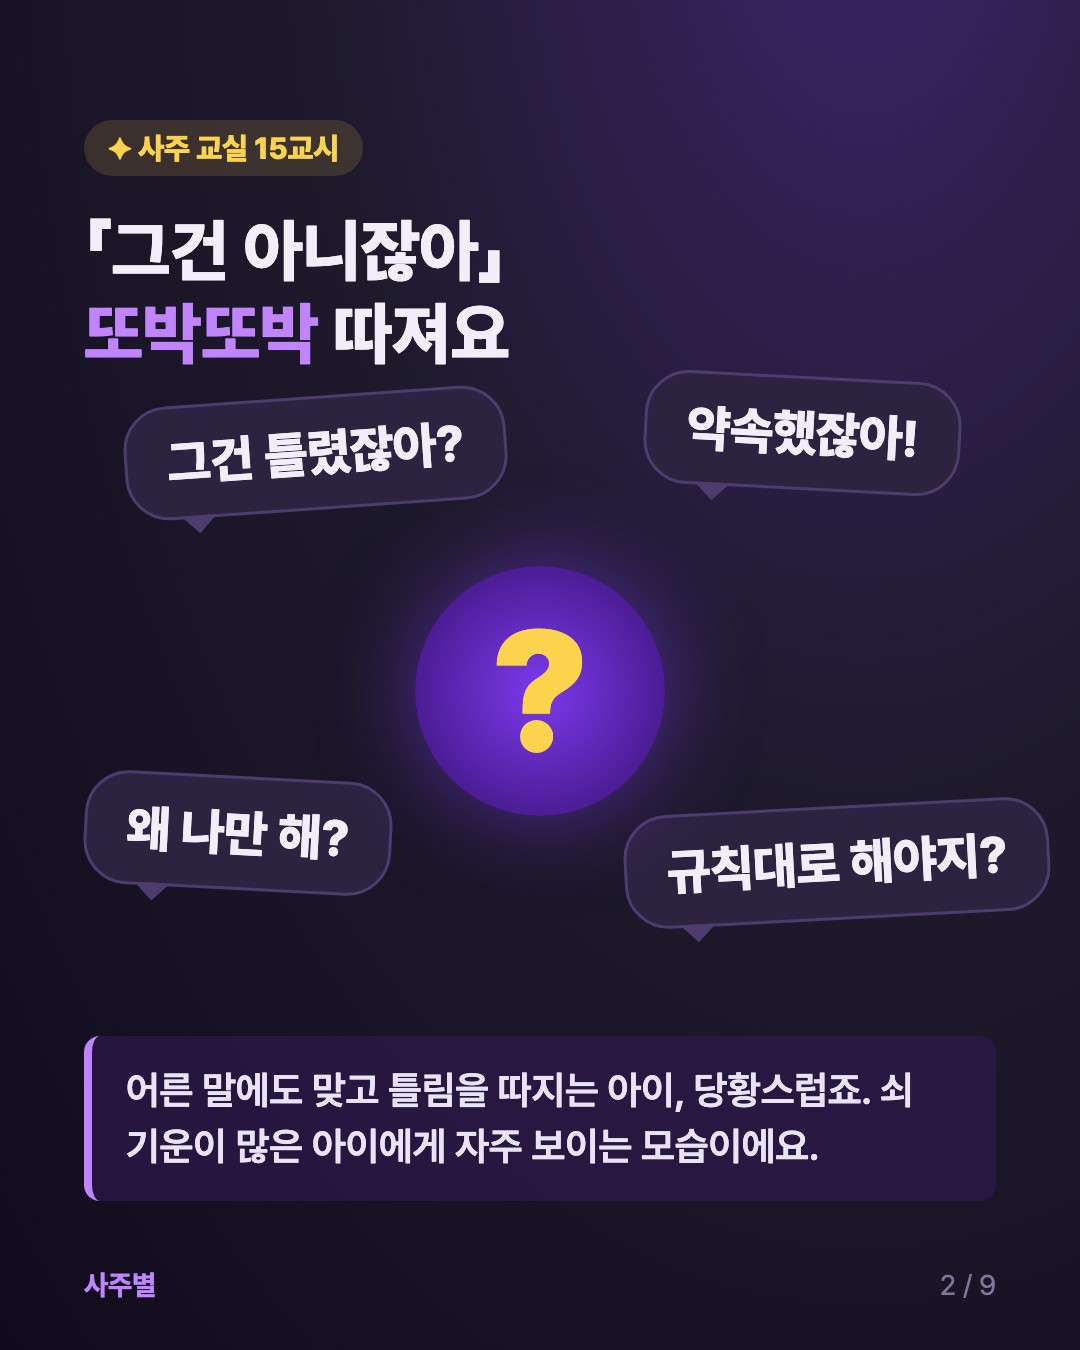 ✦ 사주 교실 15교시
「그건 아니잖아」
또박또박 따져요
그건 틀렸잖아?
약속했잖아!
?
왜 나만 해?
규칙대로 해야지?
어른 말에도 맞고 틀림을 따지는 아이, 당황스럽죠. 쇠
기운이 많은 아이에게 자주 보이는 모습이에요.
사주별
2 / 9